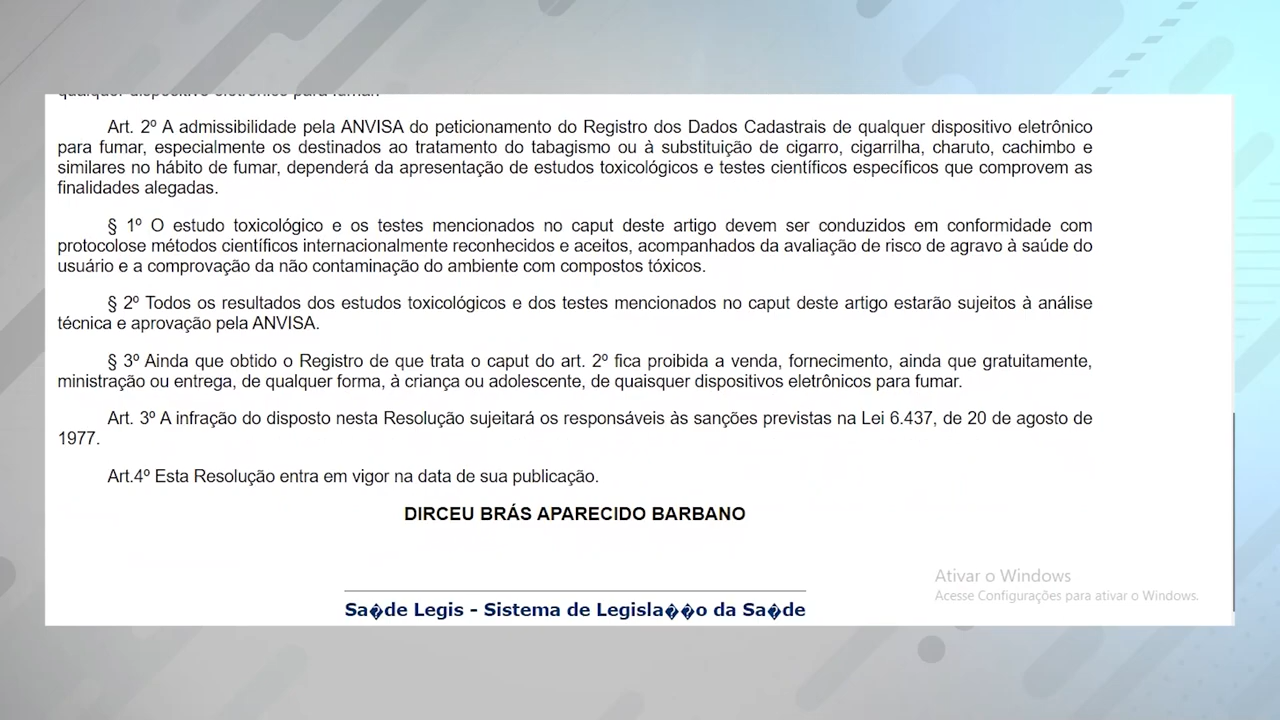 qualquer dispositivo eletrônico para fumar.
Art. 2º A admissibilidade pela ANVISA do peticionamento do Registro dos Dados Cadastrais de qualquer dispositivo eletrônico
para fumar, especialmente os destinados ao tratamento do tabagismo ou à substituição de cigarro, cigarrilha, charuto, cachimbo e
similares no hábito de fumar, dependerá da apresentação de estudos toxicológicos e testes científicos específicos que comprovem as
finalidades alegadas.
§ 1º O estudo toxicológico e os testes mencionados no caput deste artigo devem ser conduzidos em conformidade com
protocolose métodos científicos internacionalmente reconhecidos e aceitos, acompanhados da avaliação de risco de agravo à saúde do
usuário e a comprovação da não contaminação do ambiente com compostos tóxicos.
§ 2º Todos os resultados dos estudos toxicológicos e dos testes mencionados no caput deste artigo estarão sujeitos à análise
técnica e aprovação pela ANVISA.
§ 3º Ainda que obtido o Registro de que trata o caput do art. 2º fica proibida a venda, fornecimento, ainda que gratuitamente,
ministração ou entrega, de qualquer forma, à criança ou adolescente, de quaisquer dispositivos eletrônicos para fumar.
Art. 3º A infração do disposto nesta Resolução sujeitará os responsáveis às sanções previstas na Lei 6.437, de 20 de agosto de
1977.
Art.4º Esta Resolução entra em vigor na data de sua publicação.
DIRCEU BRÁS APARECIDO BARBANO
Ativar o Windows
Acesse Configurações para ativar o Windows.
Sa�de Legis - Sistema de Legisla��o da Sa�de